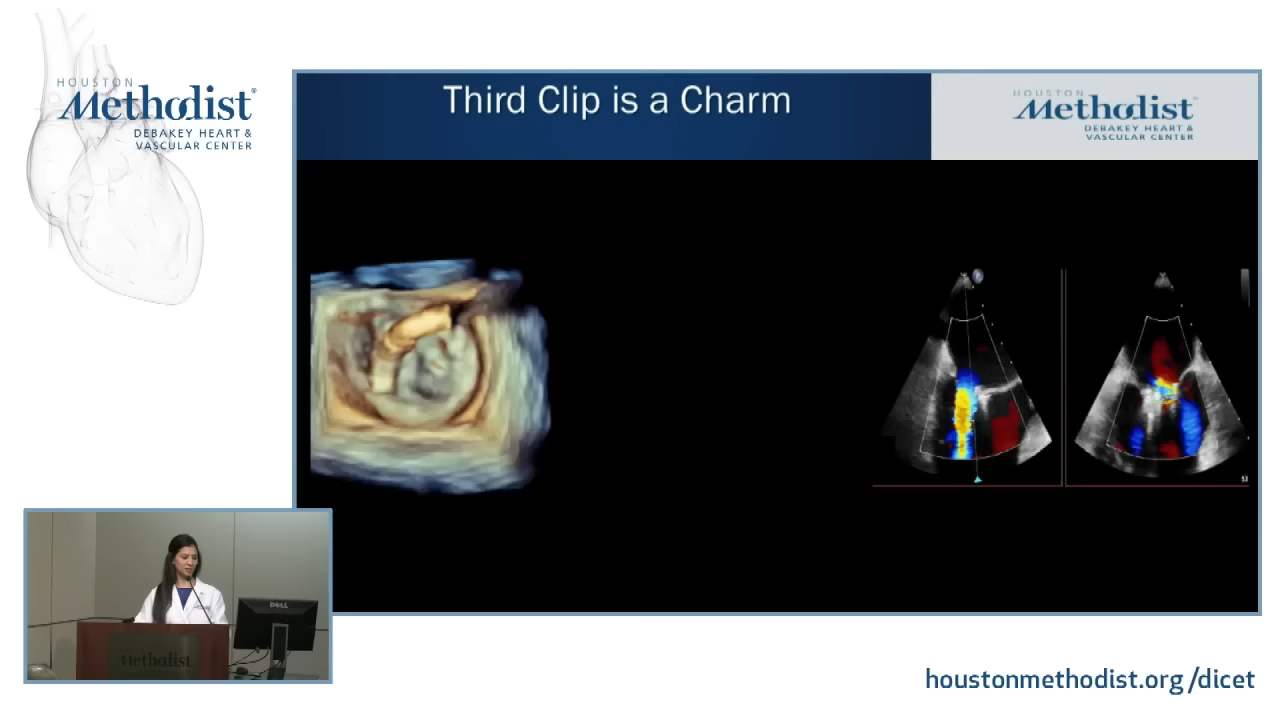 HOUSTON
Methodist
DEBAKEY HEART &
VASCULAR CENTER
Third Clip is a Charm
HOUSTON
Methodist
DEBAKEY HEART &
VASCULAR CENTER
DELL
Methodist
houstonmethodist.org/dicet